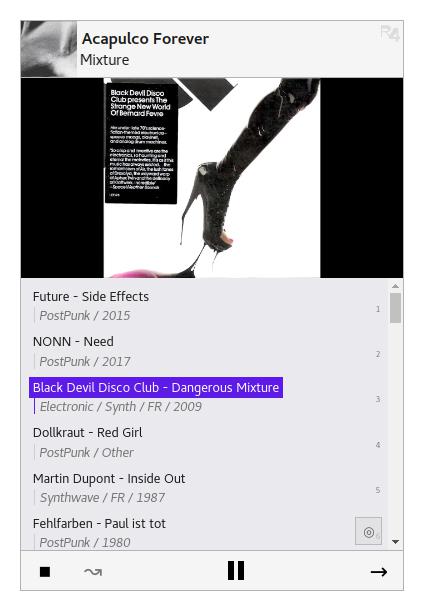 Acapulco Forever
R4
Mixture
Black Devil Disco
Club presents The
Strange New World
Of Bernard Fevre
Future - Side Effects
PostPunk / 2015
1
NONN - Need
PostPunk / 2017
2
Black Devil Disco Club - Dangerous Mixture
Electronic / Synth / FR / 2009
3
Dollkraut - Red Girl
PostPunk / Other
4
Martin Dupont - Inside Out
Synthwave / FR / 1987
5
Fehlfarben - Paul ist tot
PostPunk / 1980